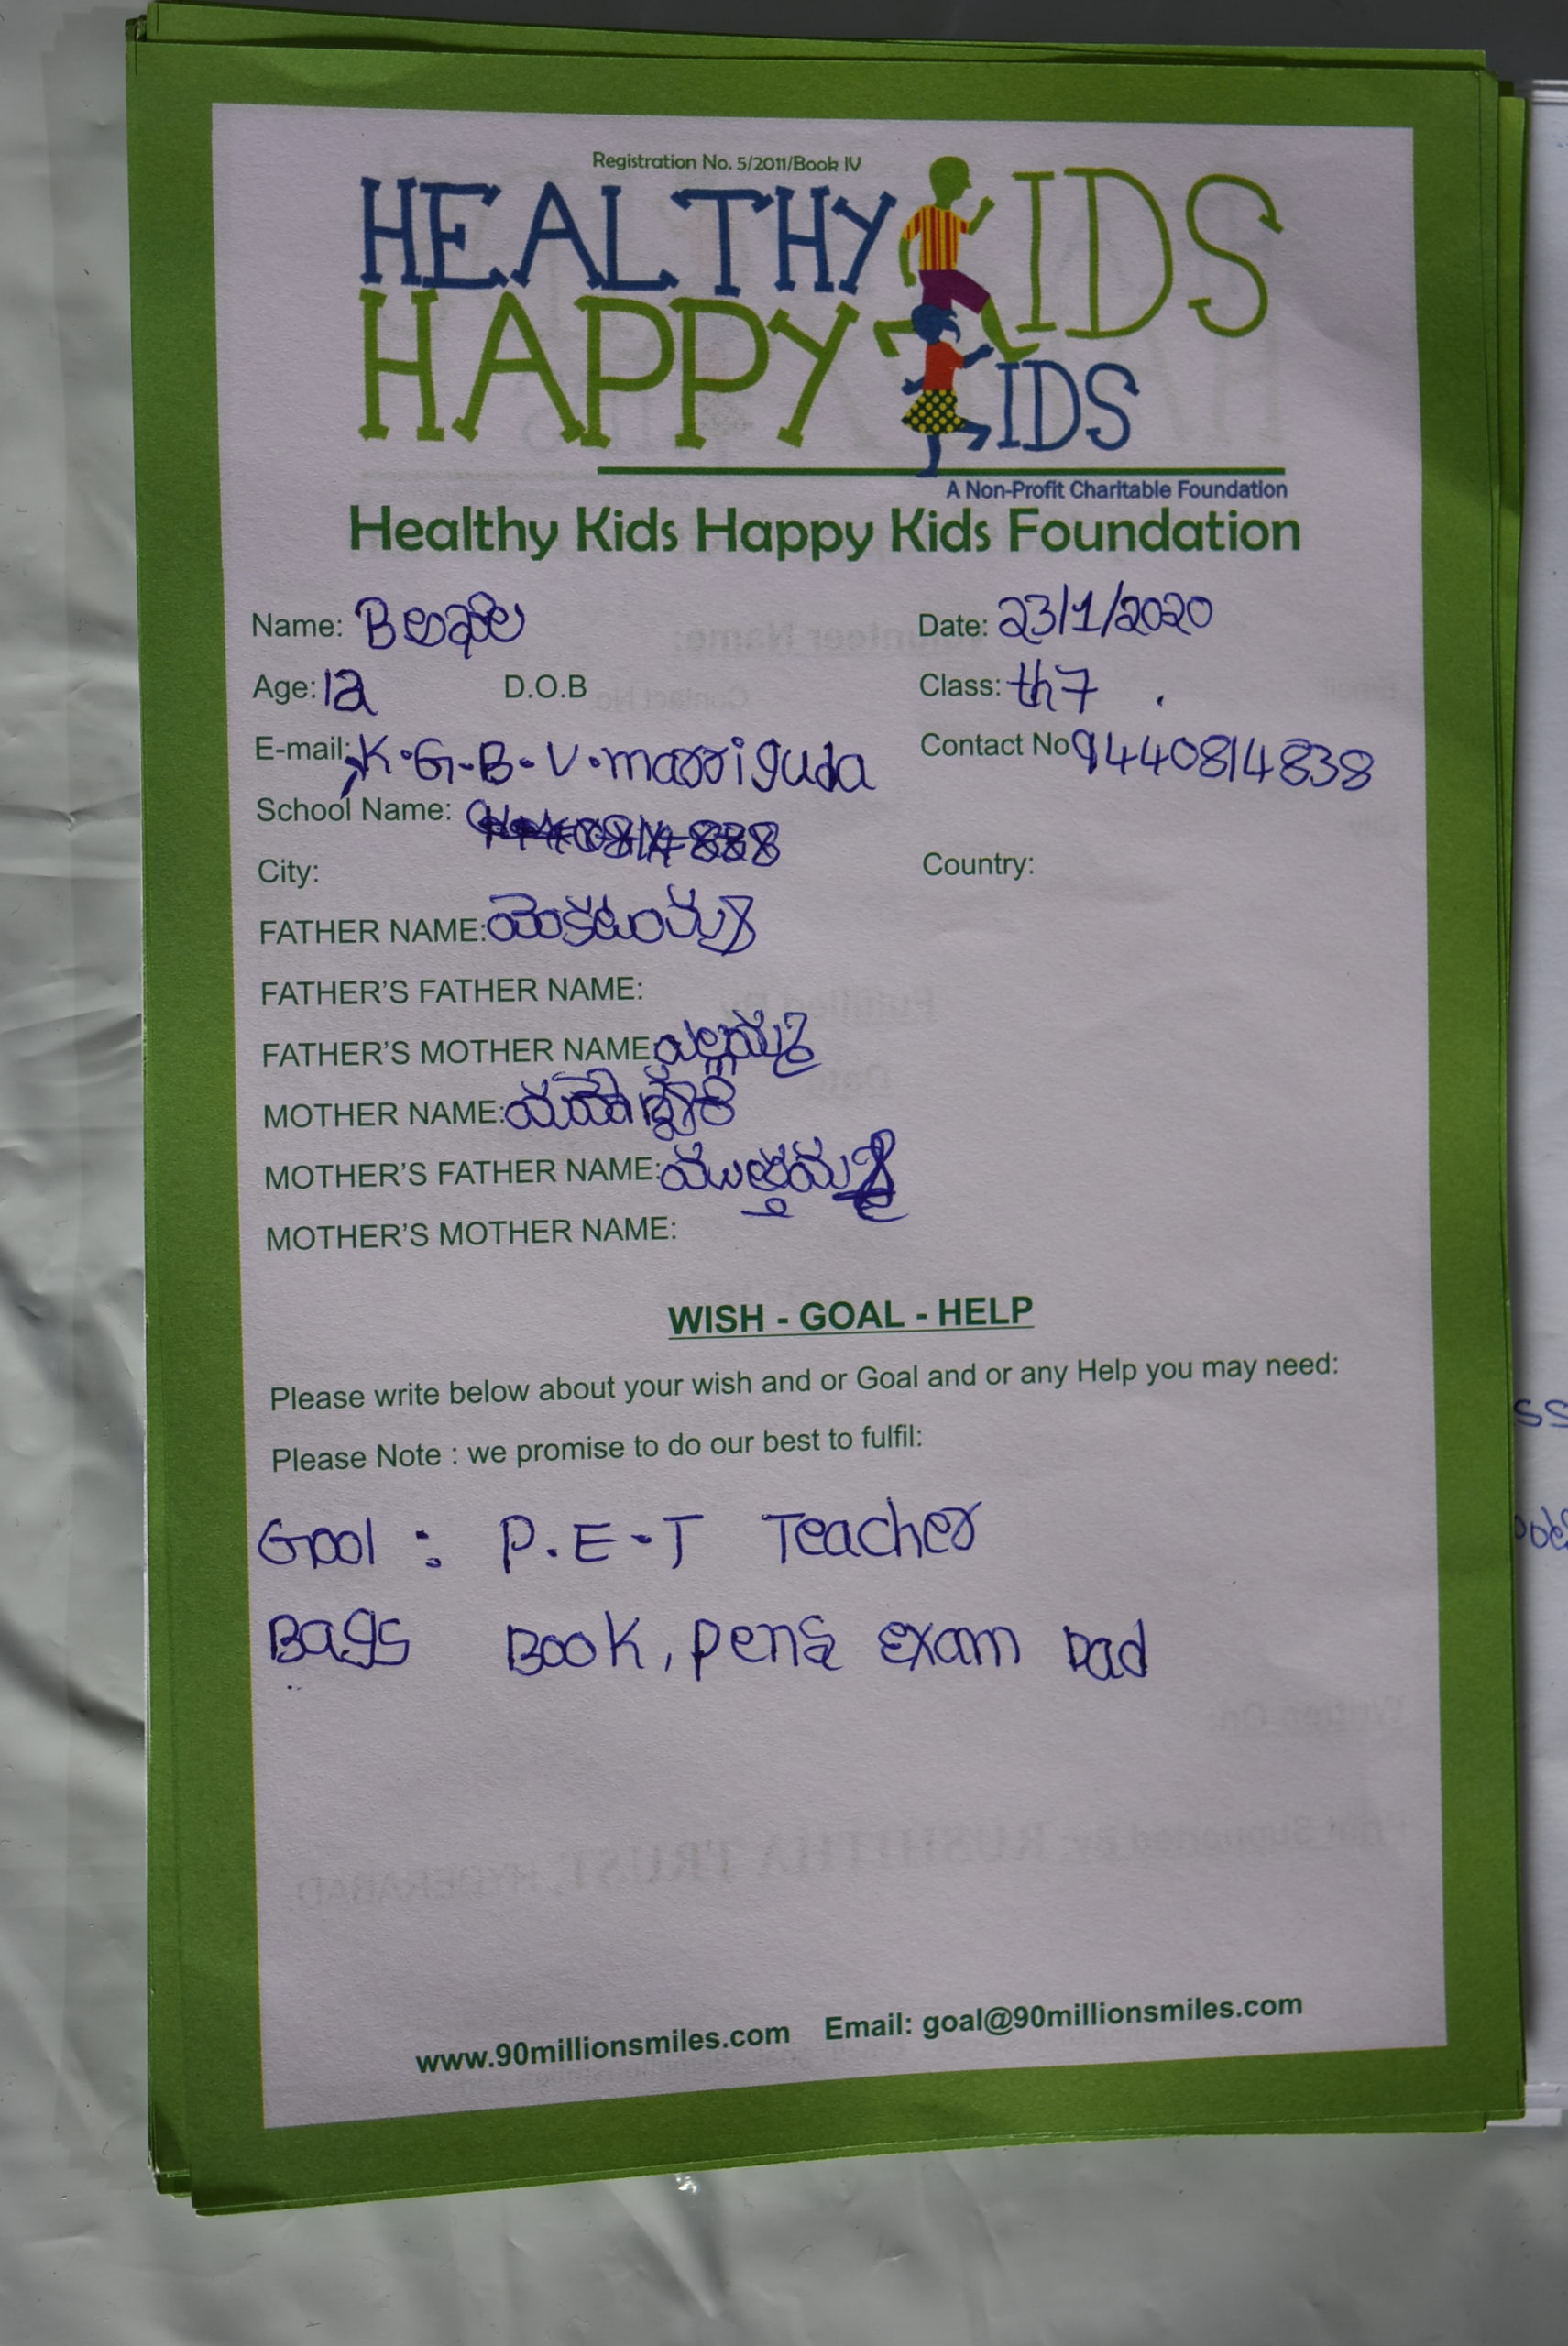 Registration No. 5/2011/Book IV
HEALTHY KIDS
HAPPY KIDS
A Non-Profit Charitable Foundation
Healthy Kids Happy Kids Foundation
Name: B Date: 23/1/2020
Age: 12 D.O.B Class: th7
E-mail: K.G.B.V.marriguda Contact No 9440814838
School Name:
City: Country:
FATHER NAME:
FATHER'S FATHER NAME:
FATHER'S MOTHER NAME: ఎల్లమ్మ
MOTHER NAME:
MOTHER'S FATHER NAME:
MOTHER'S MOTHER NAME:
WISH - GOAL - HELP
Please write below about your wish and or Goal and or any Help you may need:
Please Note : we promise to do our best to fulfil:
Gool : P.E-T Teacher
Bags Book, pens exam pad
www.90millionsmiles.com Email: goal@90millionsmiles.com